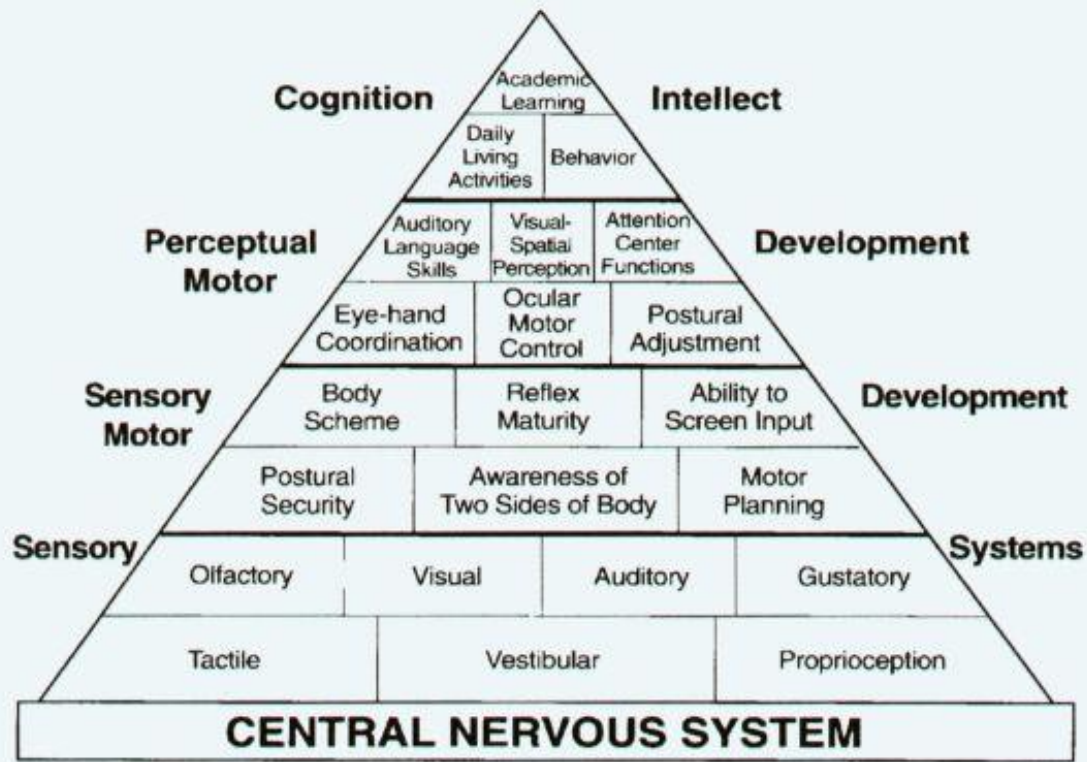 Academic
Learning
Cognition
Intellect
Daily
Living
Activities
Behavior
Perceptual
Motor
Development
Auditory
Language
Skills
Visual-
Spatial
Perception
Attention
Center
Functions
Eye-hand
Coordination
Ocular
Motor
Control
Postural
Adjustment
Sensory
Motor
Development
Body
Scheme
Reflex
Maturity
Ability to
Screen Input
Postural
Security
Awareness of
Two Sides of Body
Motor
Planning
Sensory
Systems
Olfactory
Visual
Auditory
Gustatory
Tactile
Vestibular
Proprioception
CENTRAL NERVOUS SYSTEM